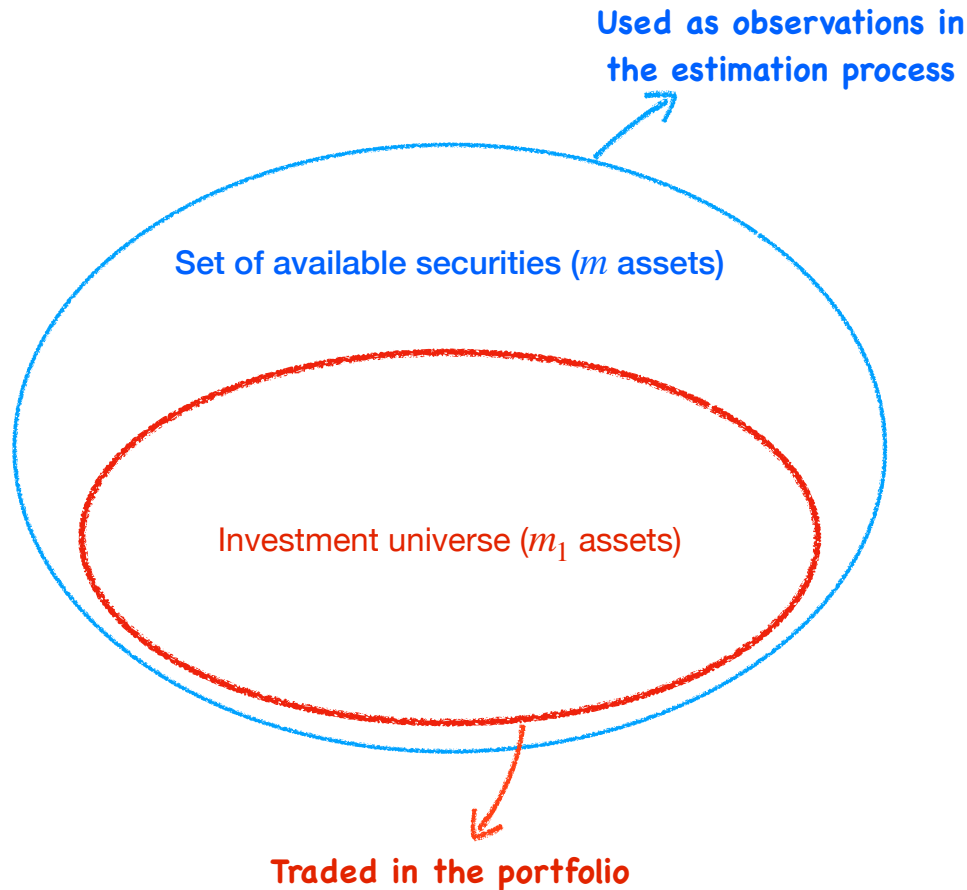 Used as observations in
the estimation process
Set of available securities (m assets)
Investment universe (m₁ assets)
Traded in the portfolio